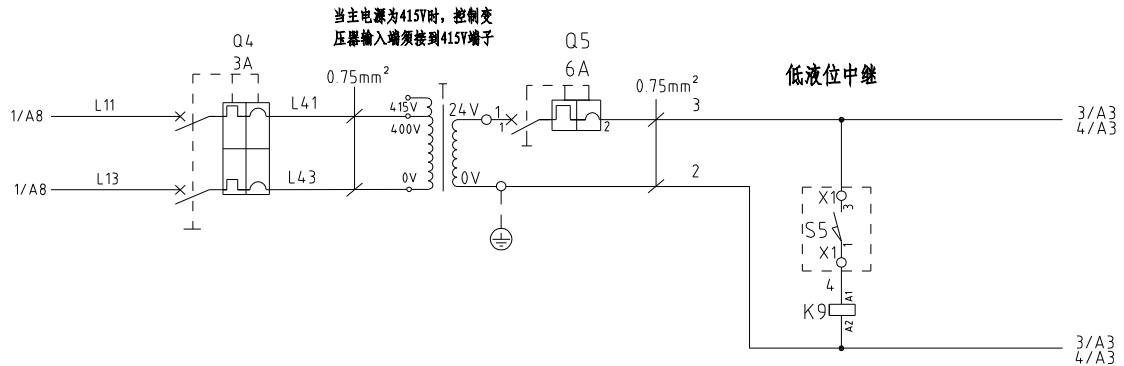 当主电源为415V时，控制变
压器输入端须接到415V端子
Q4
3A
Q5
6A
低液位中继
0.75mm²
0.75mm²
1/A8
L11
L41
415V
400V
24V
1
1
2
3
3/A3
4/A3
1/A8
L13
L43
0V
0V
2
X1
3
S5
X1
1
4
K9
A1
A2
3/A3
4/A3